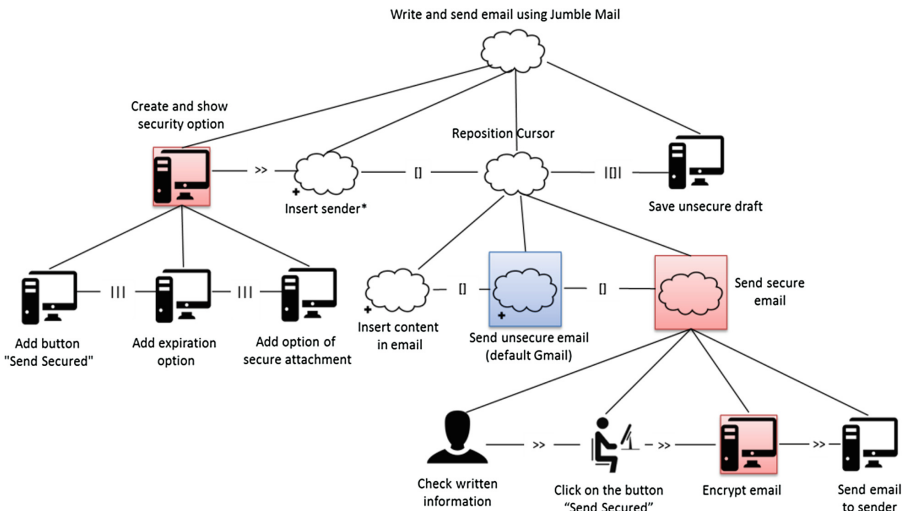 Write and send email using Jumble Mail
Create and show
security option
Reposition Cursor
>>
[]
|[]|
+
Insert sender*
Save unsecure draft
|||
|||
[]
[]
Send secure
email
+
+
Add button
"Send Secured"
Add expiration
option
Add option of
secure attachment
Insert content
in email
Send unsecure email
(default Gmail)
>>
>>
>>
Check written
information
Click on the button
“Send Secured”
Encrypt email
Send email
to sender